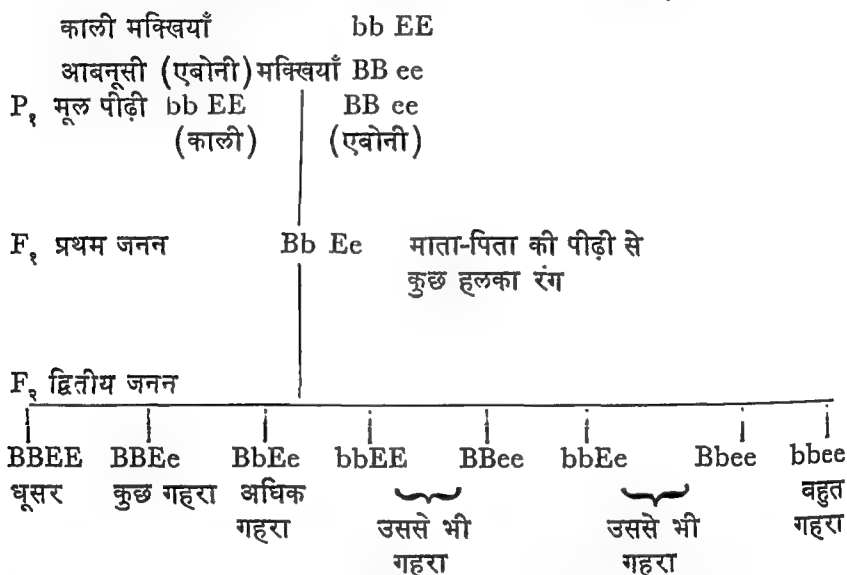 काली मक्खियाँ bb EE
आबनूसी (एबोनी) मक्खियाँ BB ee
P₁ मूल पीढ़ी bb EE BB ee
(काली) (एबोनी)
F₁ प्रथम जनन Bb Ee माता-पिता की पीढ़ी से
कुछ हलका रंग
F₂ द्वितीय जनन
BBEE BBEe BbEe bbEE BBee bbEe Bbee bbee
धूसर कुछ गहरा अधिक बहुत
गहरा उससे भी उससे भी गहरा
गहरा गहरा